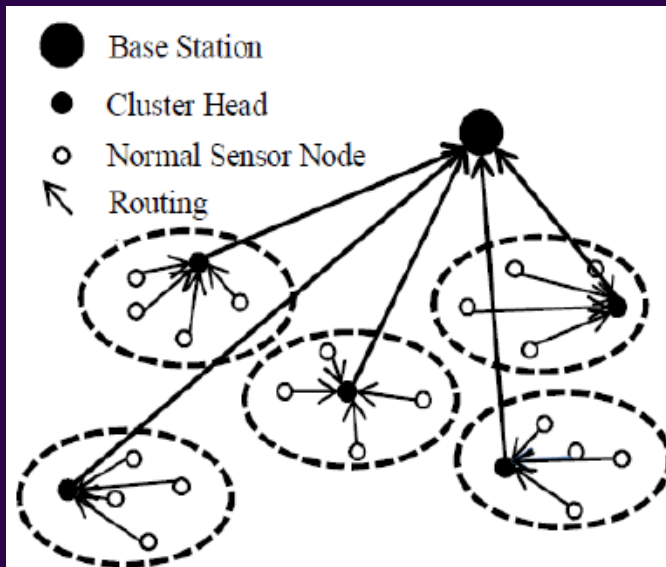 Base Station
Cluster Head
Normal Sensor Node
Routing